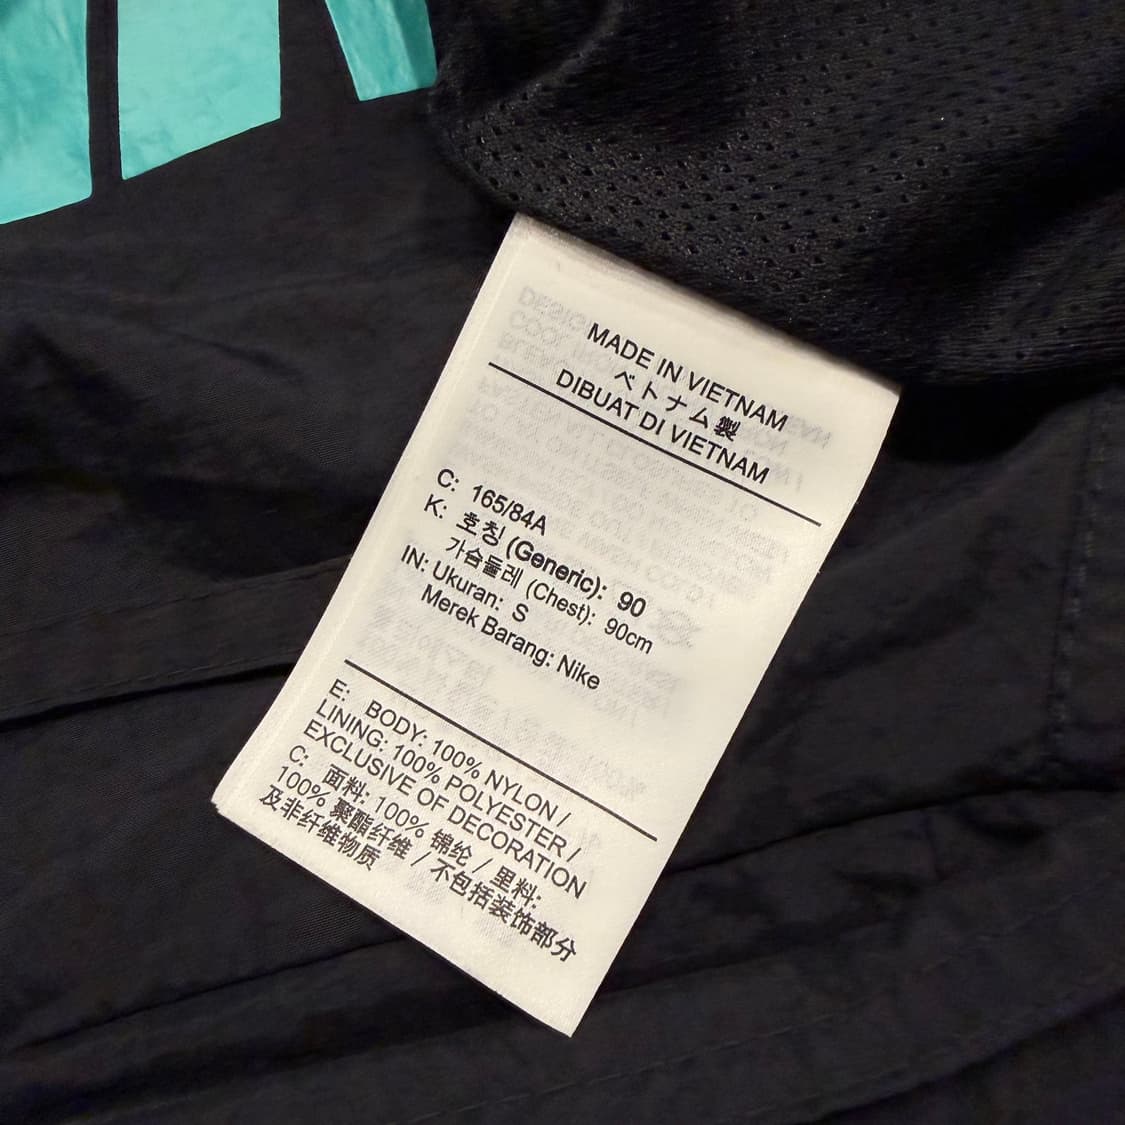 MADE IN VIETNAM
ベトナム製
DIBUAT DI VIETNAM
C: 165/84A
K: 호칭 (Generic): 90
가슴둘레 (Chest): 90cm
IN: Ukuran: S
Merek Barang: Nike
E: BODY: 100% NYLON /
LINING: 100% POLYESTER /
EXCLUSIVE OF DECORATION
C: 面料: 100% 锦纶 / 里料:
100% 聚酯纤维 / 不包括装饰部分
及非纤维物质